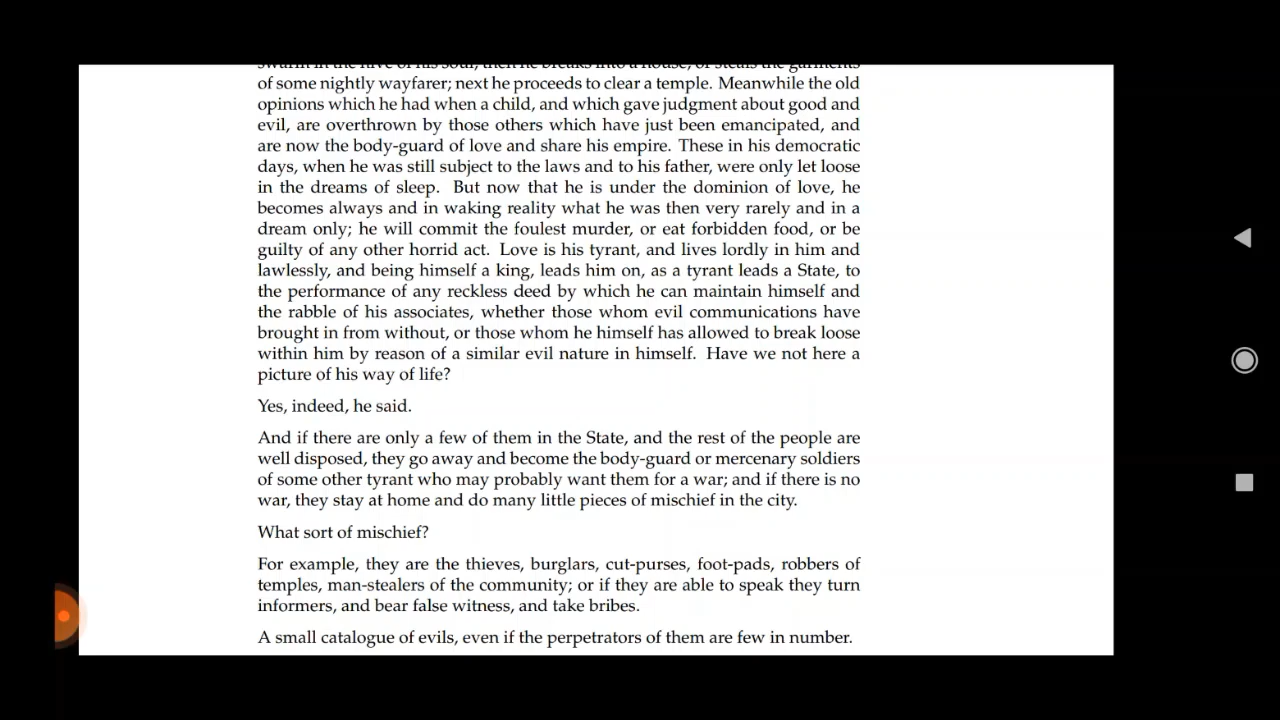 swarm in the hive of his soul, then he breaks into a house, or steals the garments
of some nightly wayfarer; next he proceeds to clear a temple. Meanwhile the old
opinions which he had when a child, and which gave judgment about good and
evil, are overthrown by those others which have just been emancipated, and
are now the body-guard of love and share his empire. These in his democratic
days, when he was still subject to the laws and to his father, were only let loose
in the dreams of sleep. But now that he is under the dominion of love, he
becomes always and in waking reality what he was then very rarely and in a
dream only; he will commit the foulest murder, or eat forbidden food, or be
guilty of any other horrid act. Love is his tyrant, and lives lordly in him and
lawlessly, and being himself a king, leads him on, as a tyrant leads a State, to
the performance of any reckless deed by which he can maintain himself and
the rabble of his associates, whether those whom evil communications have
brought in from without, or those whom he himself has allowed to break loose
within him by reason of a similar evil nature in himself. Have we not here a
picture of his way of life?
Yes, indeed, he said.
And if there are only a few of them in the State, and the rest of the people are
well disposed, they go away and become the body-guard or mercenary soldiers
of some other tyrant who may probably want them for a war; and if there is no
war, they stay at home and do many little pieces of mischief in the city.
What sort of mischief?
For example, they are the thieves, burglars, cut-purses, foot-pads, robbers of
temples, man-stealers of the community; or if they are able to speak they turn
informers, and bear false witness, and take bribes.
A small catalogue of evils, even if the perpetrators of them are few in number.